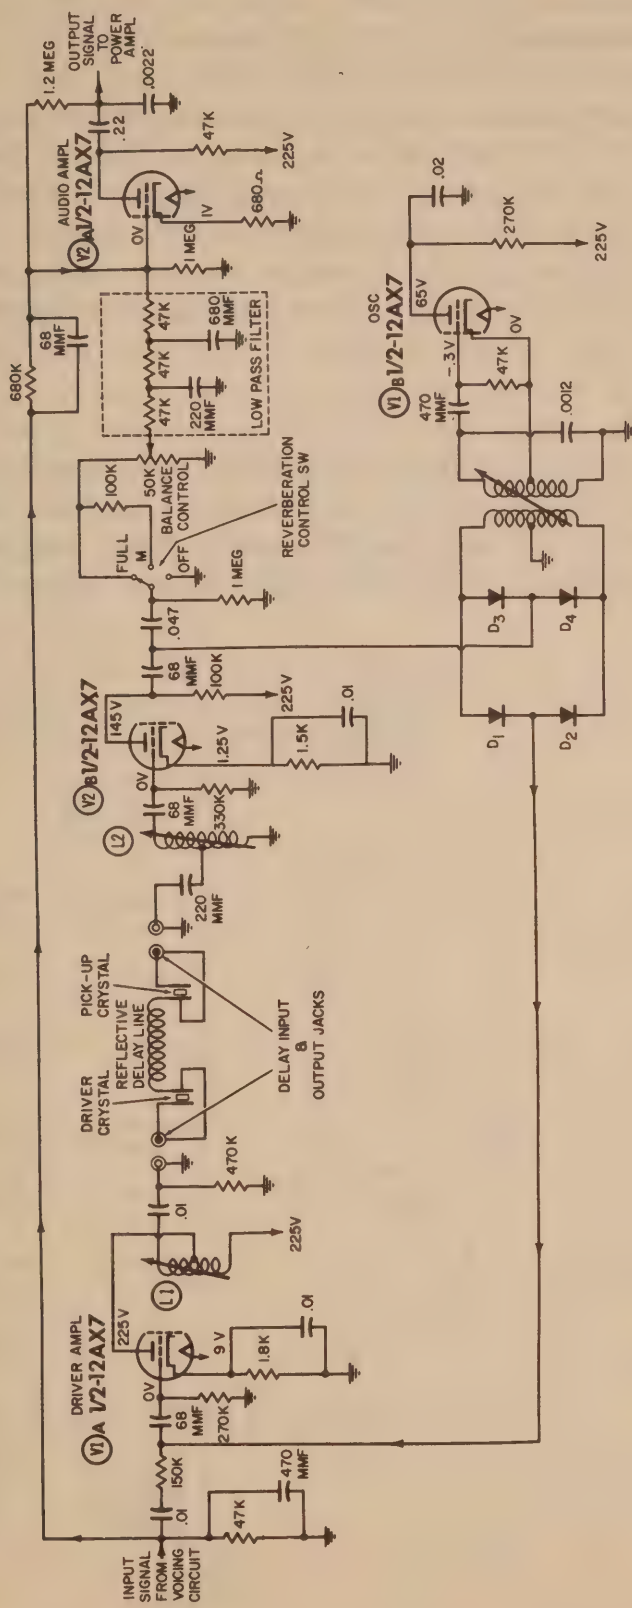 INPUT
SIGNAL
FROM
VOICING
CIRCUIT
.01
150K
47K
470
MMF
68
MMF
270K
V1 A 1/2-12AX7
DRIVER AMPL
0V
9V
225V
1.8K
.01
L1
225V
.01
470K
DRIVER
CRYSTAL
REFLECTIVE
DELAY LINE
PICK-UP
CRYSTAL
DELAY INPUT
&
OUTPUT JACKS
220
MMF
L2
68
MMF
330K
V2 B 1/2-12AX7
0V
145V
1.25V
1.5K
.01
68
MMF
100K
225V
.047
1 MEG
FULL
M
OFF
100K
50K
BALANCE
CONTROL
REVERBERATION
CONTROL SW
47K
47K
47K
220
MMF
680
MMF
LOW PASS FILTER
680K
68
MMF
1 MEG
V2 A 1/2-12AX7
AUDIO AMPL
0V
1V
680Ω
47K
225V
.22
1.2 MEG
OUTPUT
SIGNAL
TO
POWER
AMPL
.0022
D1
D2
D3
D4
V1 B 1/2-12AX7
OSC
470
MMF
-.3V
65V
0V
47K
.0012
.02
270K
225V